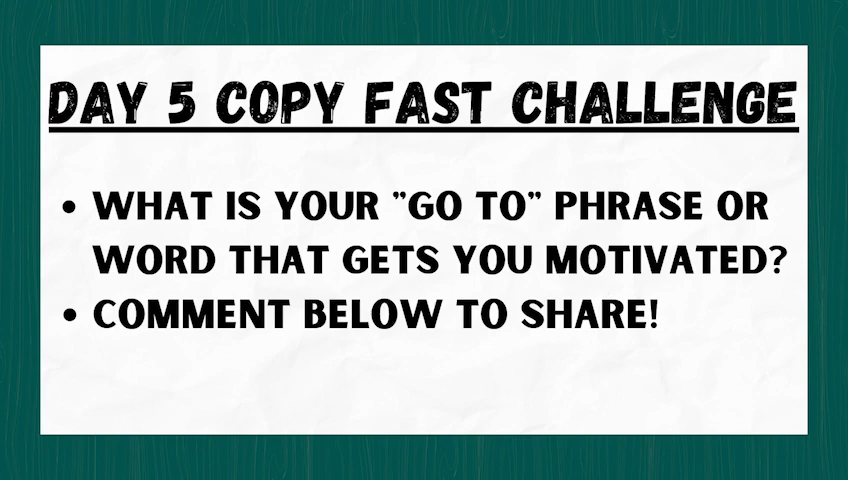 DAY 5 COPY FAST CHALLENGE
• WHAT IS YOUR "GO TO" PHRASE OR
WORD THAT GETS YOU MOTIVATED?
• COMMENT BELOW TO SHARE!